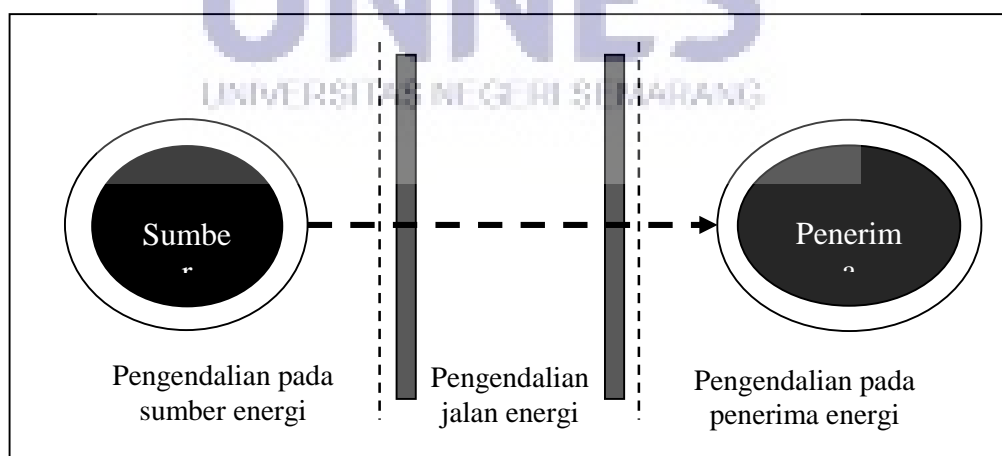 UNNES
UNIVERSITAS NEGERI SEMARANG
Sumbe
r
Penerim
a
Pengendalian pada
sumber energi
Pengendalian
jalan energi
Pengendalian pada
penerima energi